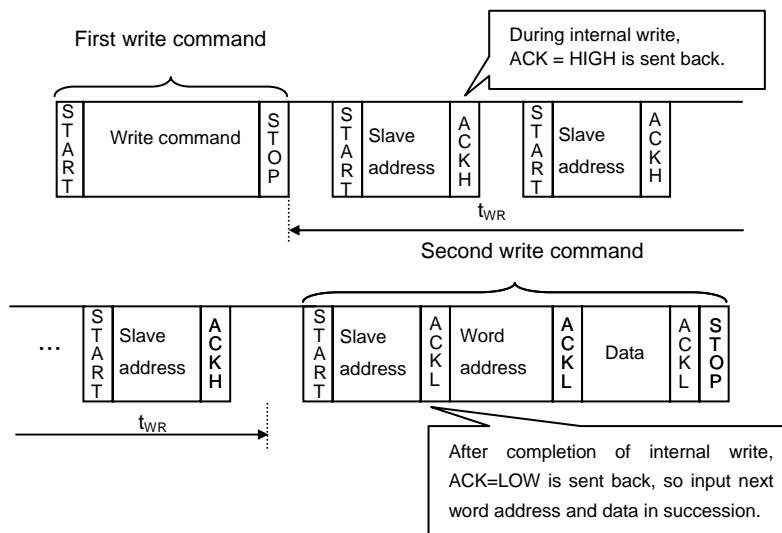 First write command
During internal write,
ACK = HIGH is sent back.
START
Write command
STOP
START
Slave
address
ACKH
START
Slave
address
ACKH
tWR
Second write command
...
START
Slave
address
ACKH
START
Slave
address
ACKL
Word
address
ACKL
Data
ACKL
STOP
tWR
After completion of internal write,
ACK=LOW is sent back, so input next
word address and data in succession.